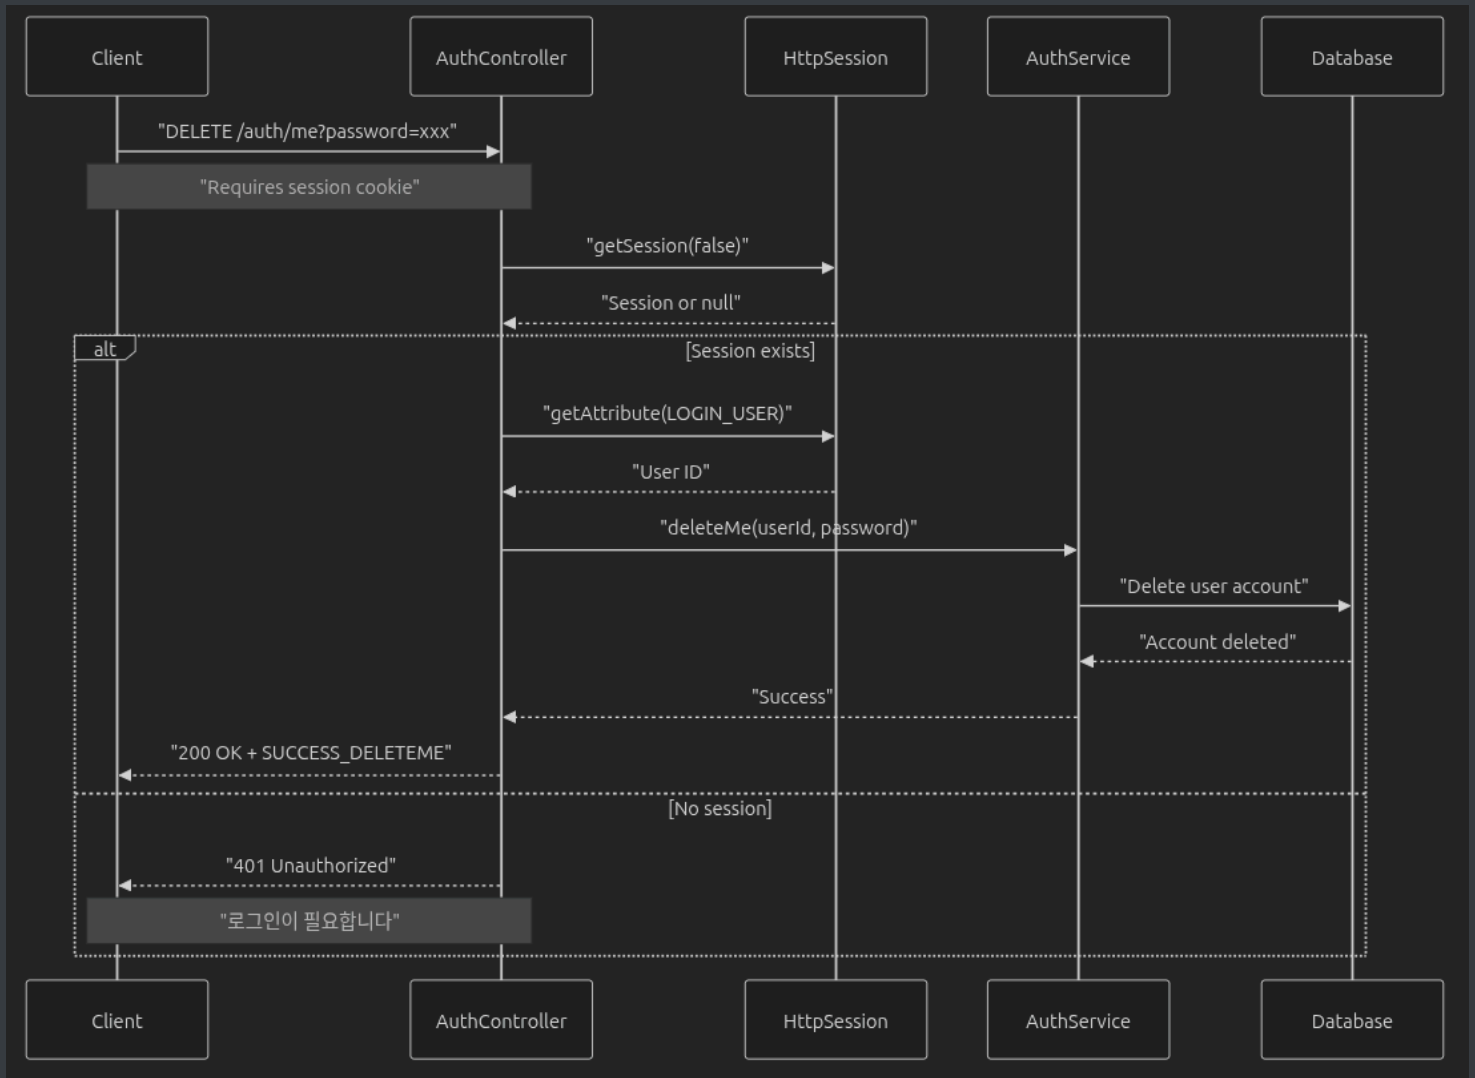 Client
AuthController
HttpSession
AuthService
Database
"DELETE /auth/me?password=xxx"
"Requires session cookie"
"getSession(false)"
"Session or null"
alt
[Session exists]
"getAttribute(LOGIN_USER)"
"User ID"
"deleteMe(userId, password)"
"Delete user account"
"Account deleted"
"Success"
"200 OK + SUCCESS_DELETEME"
[No session]
"401 Unauthorized"
"로그인이 필요합니다"
Client
AuthController
HttpSession
AuthService
Database